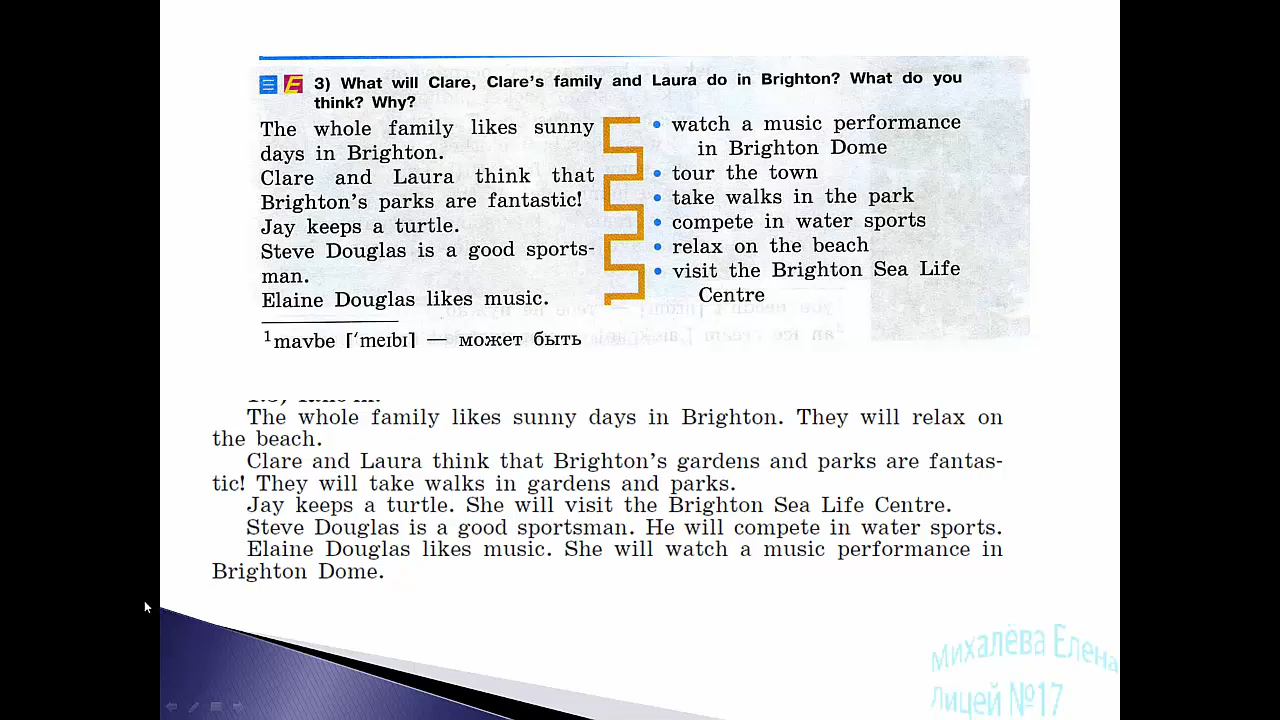 3) What will Clare, Clare's family and Laura do in Brighton? What do you
think? Why?
The whole family likes sunny
days in Brighton.
Clare and Laura think that
Brighton's parks are fantastic!
Jay keeps a turtle.
Steve Douglas is a good sports-
man.
Elaine Douglas likes music.
• watch a music performance
in Brighton Dome
• tour the town
• take walks in the park
• compete in water sports
• relax on the beach
• visit the Brighton Sea Life
Centre
¹maybe [ˈmeɪbɪ] — может быть
The whole family likes sunny days in Brighton. They will relax on
the beach.
Clare and Laura think that Brighton's gardens and parks are fantas-
tic! They will take walks in gardens and parks.
Jay keeps a turtle. She will visit the Brighton Sea Life Centre.
Steve Douglas is a good sportsman. He will compete in water sports.
Elaine Douglas likes music. She will watch a music performance in
Brighton Dome.
Михалёва Елена
Лицей №17